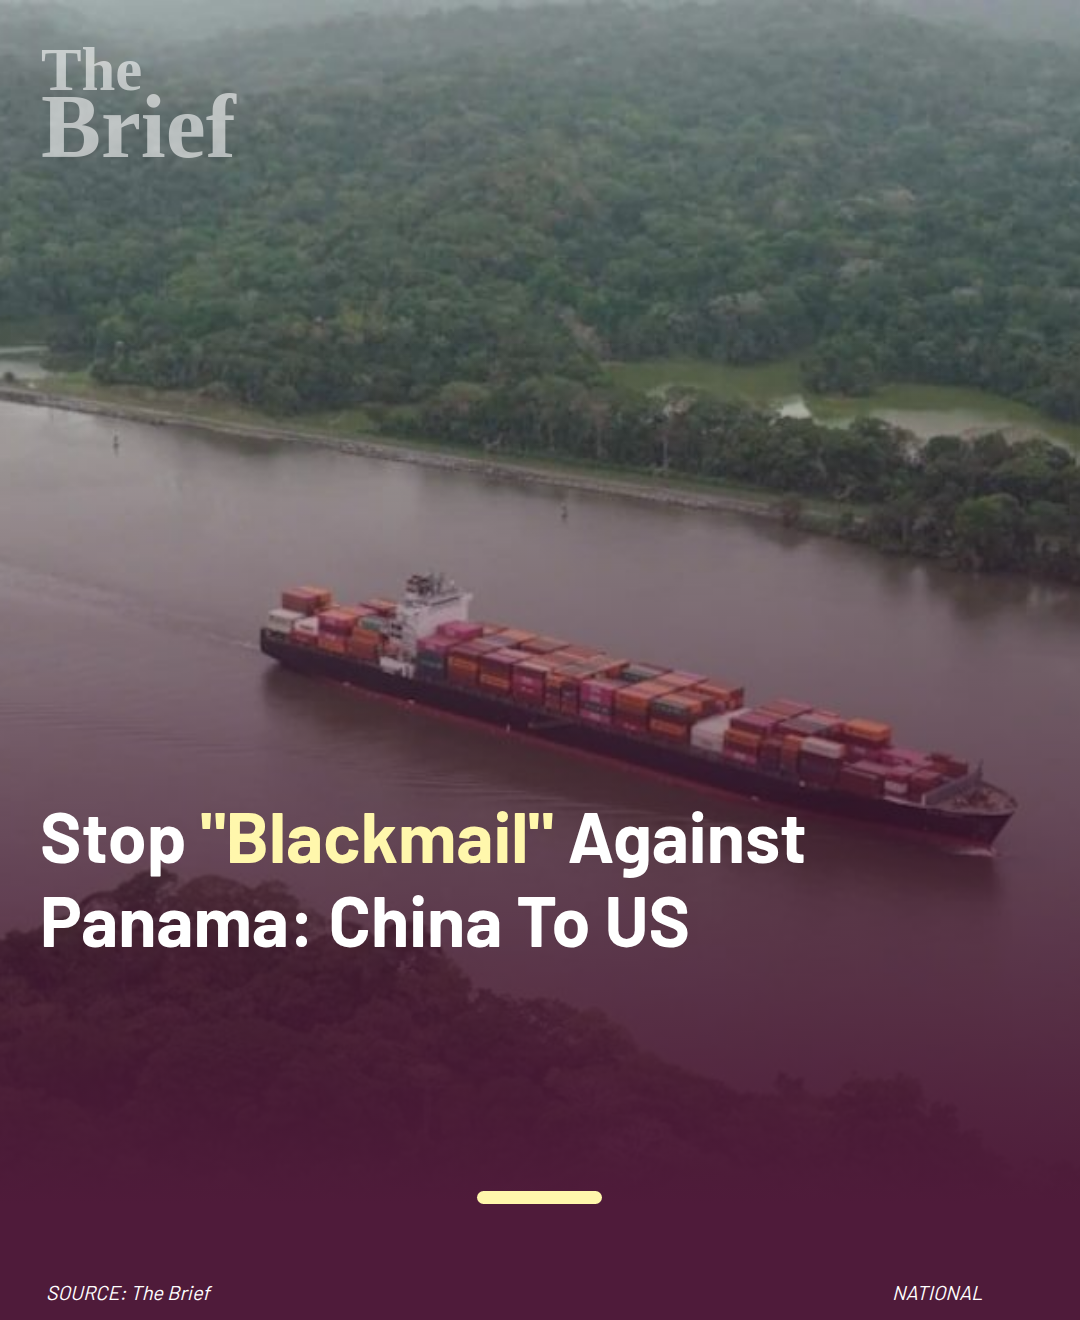 The
Brief
Stop "Blackmail" Against
Panama: China To US
SOURCE: The Brief
NATIONAL